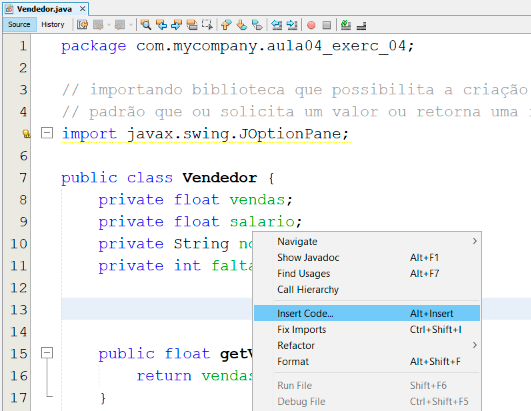 Vendedor.java
Source History
1 package com.mycompany.aula04_exerc_04;
2
3 // importando biblioteca que possibilita a criação
4 // padrão que ou solicita um valor ou retorna uma
import javax.swing.JOptionPane;
6
7 public class Vendedor {
8 private float vendas;
9 private float salario;
10 private String no
11 private int falta
12
13
15 public float getV
16 return vendas
17 }
Navigate
Show Javadoc Alt+F1
Find Usages Alt+F7
Call Hierarchy
Insert Code... Alt+Insert
Fix Imports Ctrl+Shift+I
Refactor
Format Alt+Shift+F
Run File Shift+F6
Debug File Ctrl+Shift+F5